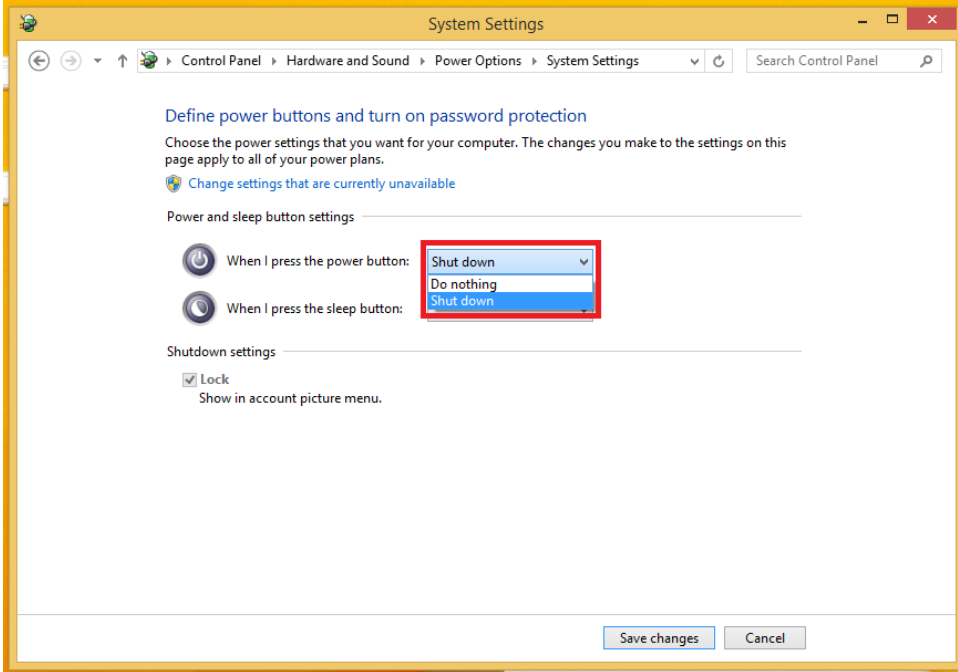 System Settings
Control Panel Hardware and Sound Power Options System Settings Search Control Panel
Define power buttons and turn on password protection
Choose the power settings that you want for your computer. The changes you make to the settings on this
page apply to all of your power plans.
Change settings that are currently unavailable
Power and sleep button settings
When I press the power button: Shut down
Do nothing
Shut down
When I press the sleep button:
Shutdown settings
Lock
Show in account picture menu.
Save changes Cancel